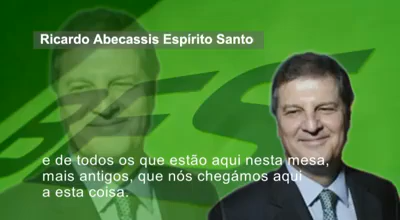 Ricardo Abecassis Espírito Santo
BES
e de todos os que estão aqui nesta mesa,
mais antigos, que nós chegámos aqui
a esta coisa.